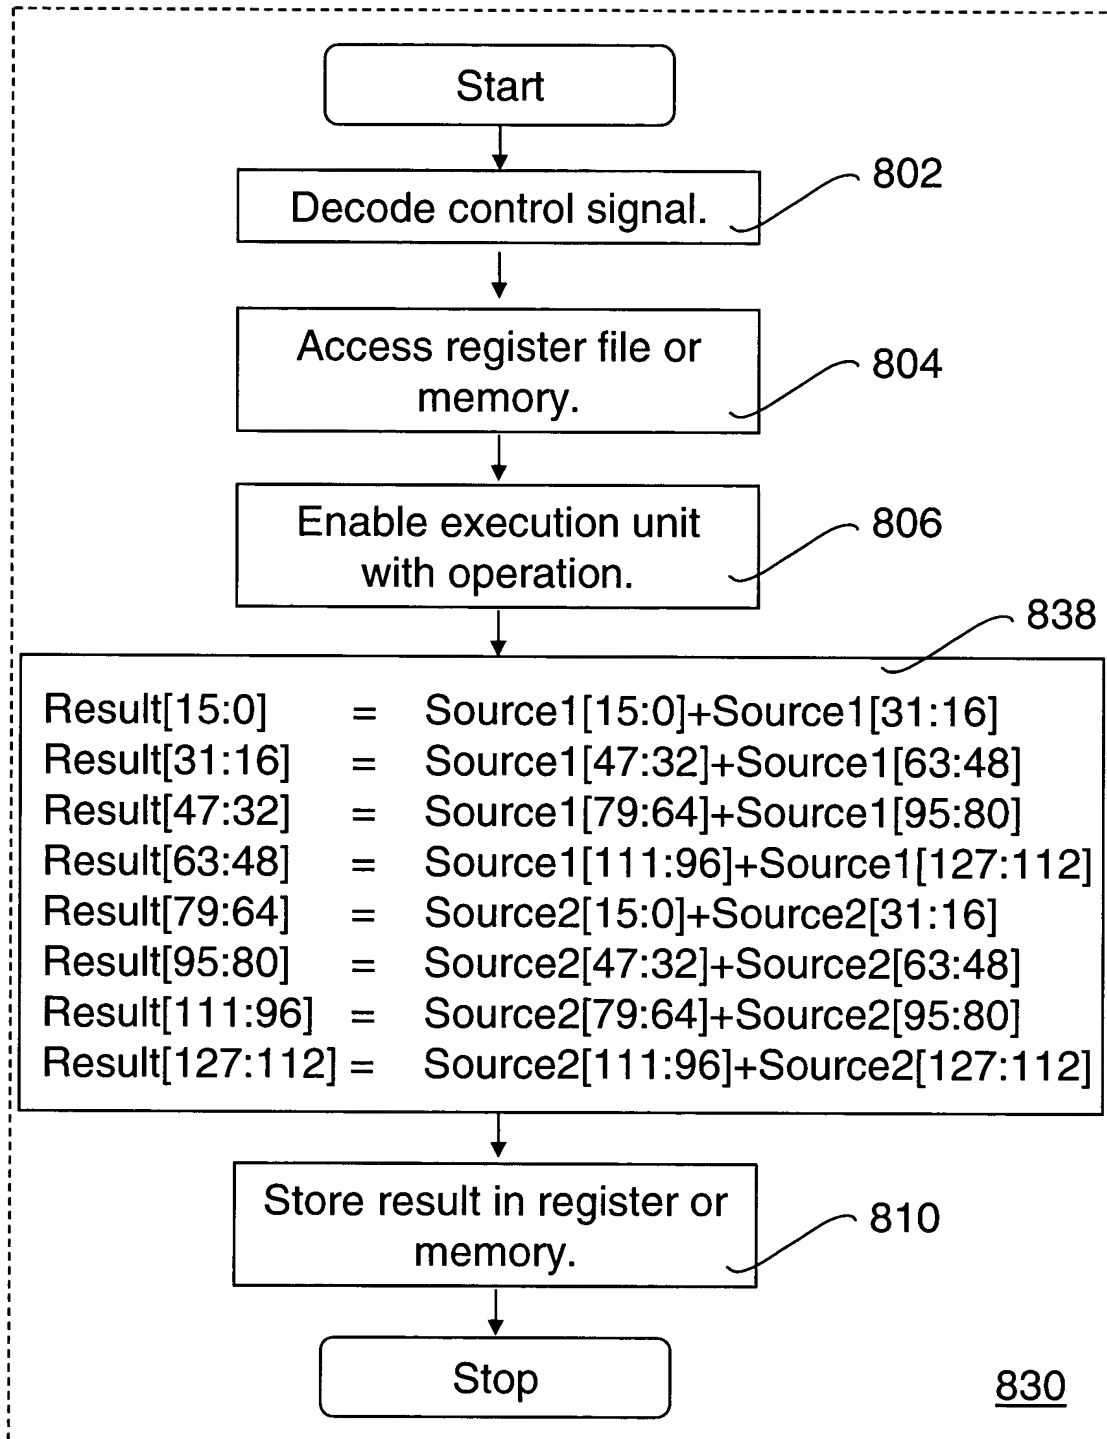 Start
802
Decode control signal.
804
Access register file or
memory.
806
Enable execution unit
with operation.
838
Result[15:0] = Source1[15:0]+Source1[31:16]
Result[31:16] = Source1[47:32]+Source1[63:48]
Result[47:32] = Source1[79:64]+Source1[95:80]
Result[63:48] = Source1[111:96]+Source1[127:112]
Result[79:64] = Source2[15:0]+Source2[31:16]
Result[95:80] = Source2[47:32]+Source2[63:48]
Result[111:96] = Source2[79:64]+Source2[95:80]
Result[127:112] = Source2[111:96]+Source2[127:112]
Store result in register or
memory.
810
Stop
830